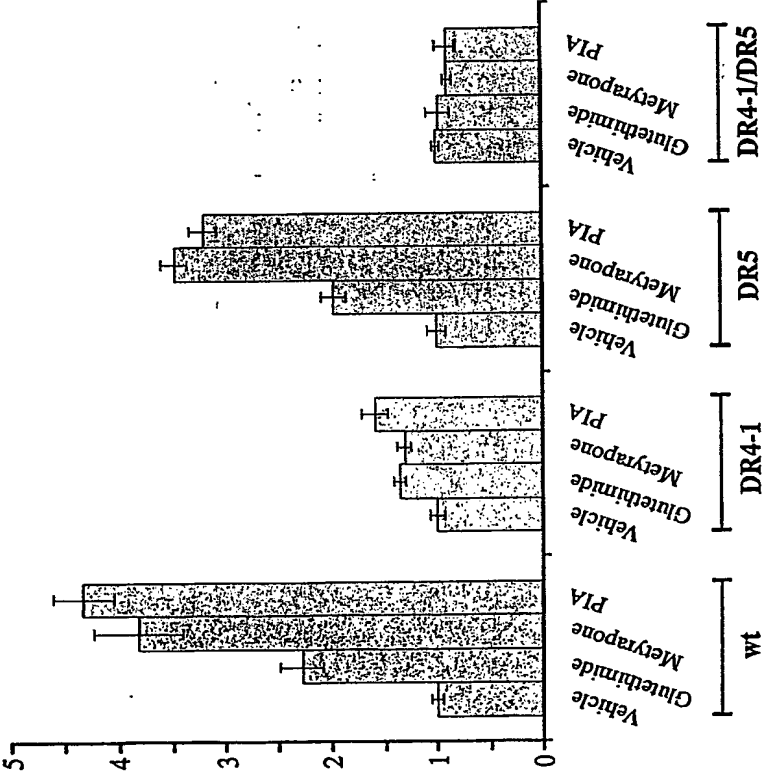 5
4
3
2
1
0
Vehicle
Glutethimide
Metyrapone
PIA
wt
Vehicle
Glutethimide
Metyrapone
PIA
DR4-1
Vehicle
Glutethimide
Metyrapone
PIA
DR5
Vehicle
Glutethimide
Metyrapone
PIA
DR4-1/DR5